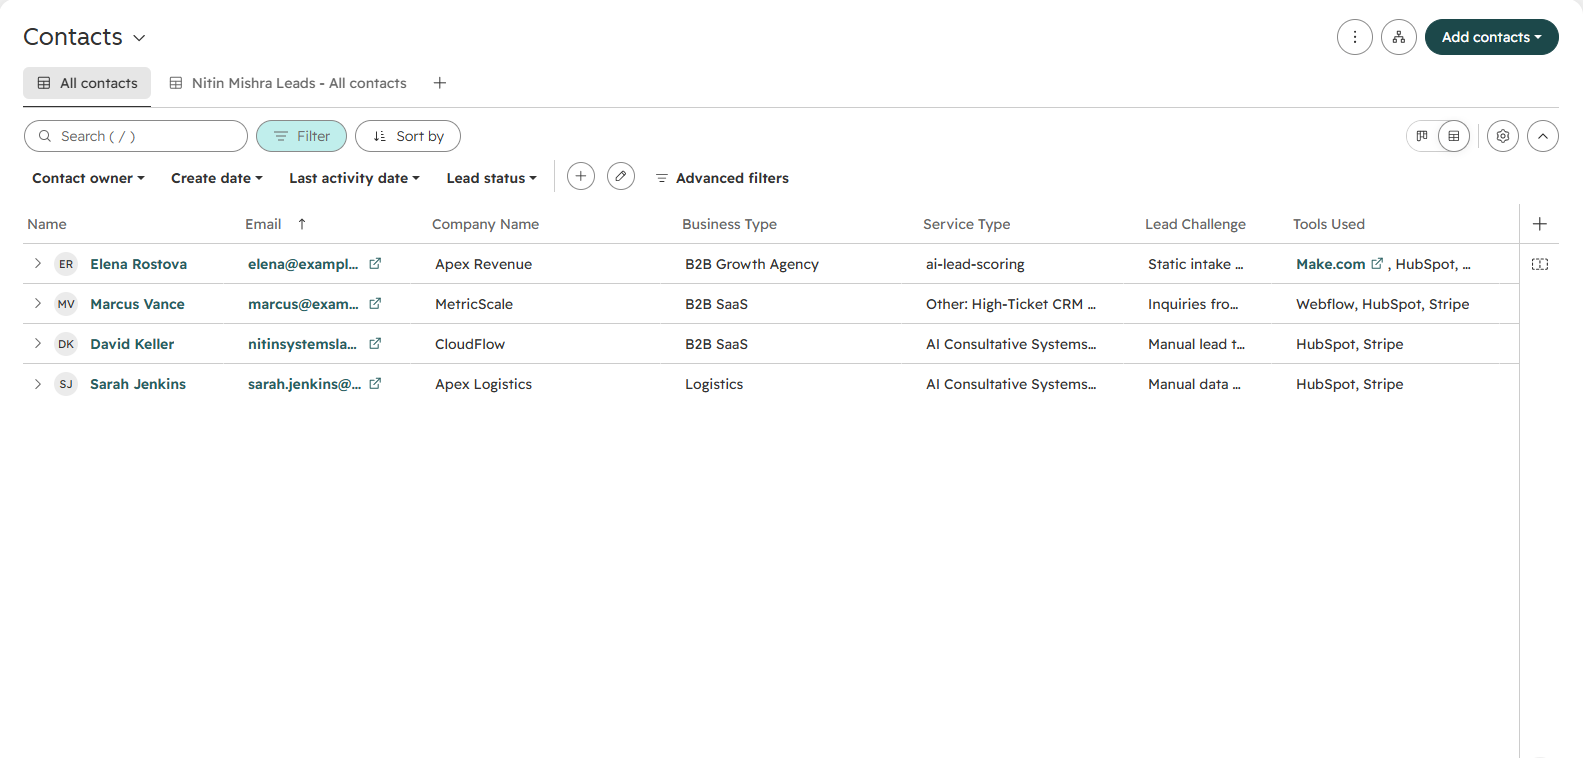 Contacts
Add contacts
All contacts
Nitin Mishra Leads - All contacts
Search ( / )
Filter
Sort by
Contact owner
Create date
Last activity date
Lead status
Advanced filters
Name Email ↑ Company Name Business Type Service Type Lead Challenge Tools Used
ER Elena Rostova elena@exampl... Apex Revenue B2B Growth Agency ai-lead-scoring Static intake ... Make.com , HubSpot, ...
MV Marcus Vance marcus@exam... MetricScale B2B SaaS Other: High-Ticket CRM ... Inquiries fro... Webflow, HubSpot, Stripe
DK David Keller nitinsystemsla... CloudFlow B2B SaaS AI Consultative Systems... Manual lead t... HubSpot, Stripe
SJ Sarah Jenkins sarah.jenkins@... Apex Logistics Logistics AI Consultative Systems... Manual data ... HubSpot, Stripe